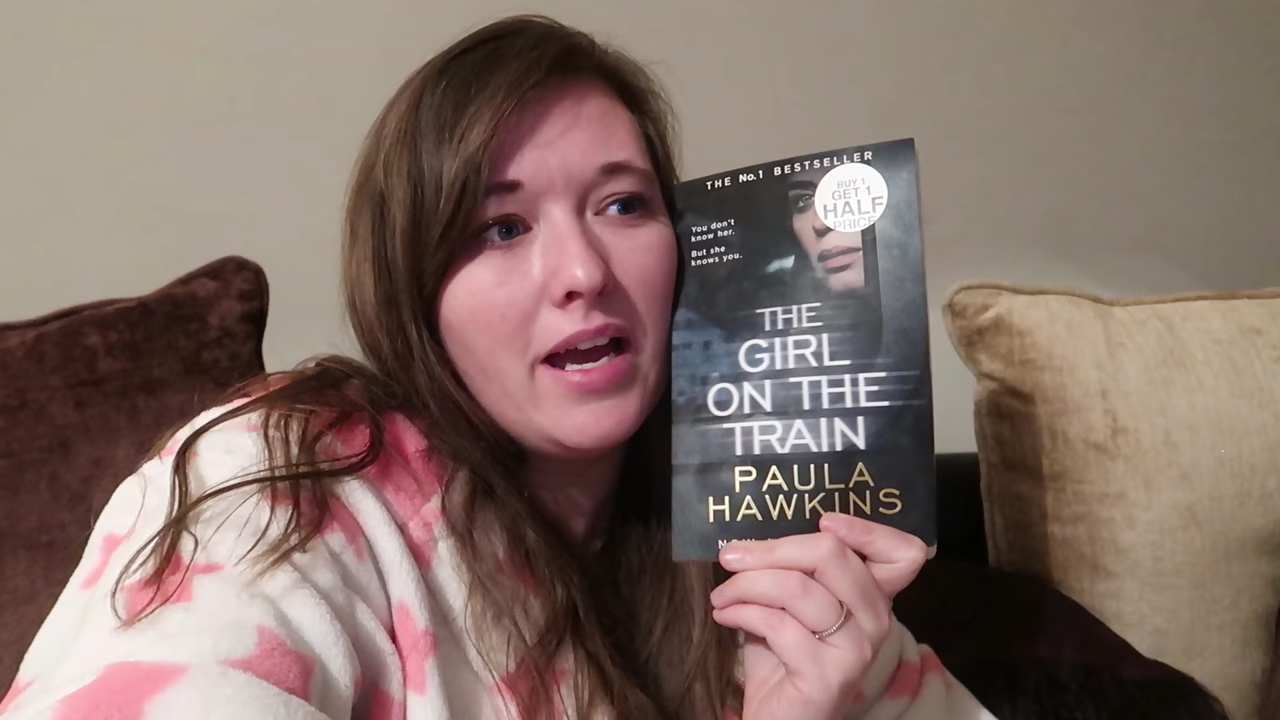 THE No.1 BESTSELLER
BUY 1
GET 1
HALF
PRICE
You don't
know her.
But she
knows you.
THE
GIRL
ON THE
TRAIN
PAULA
HAWKINS